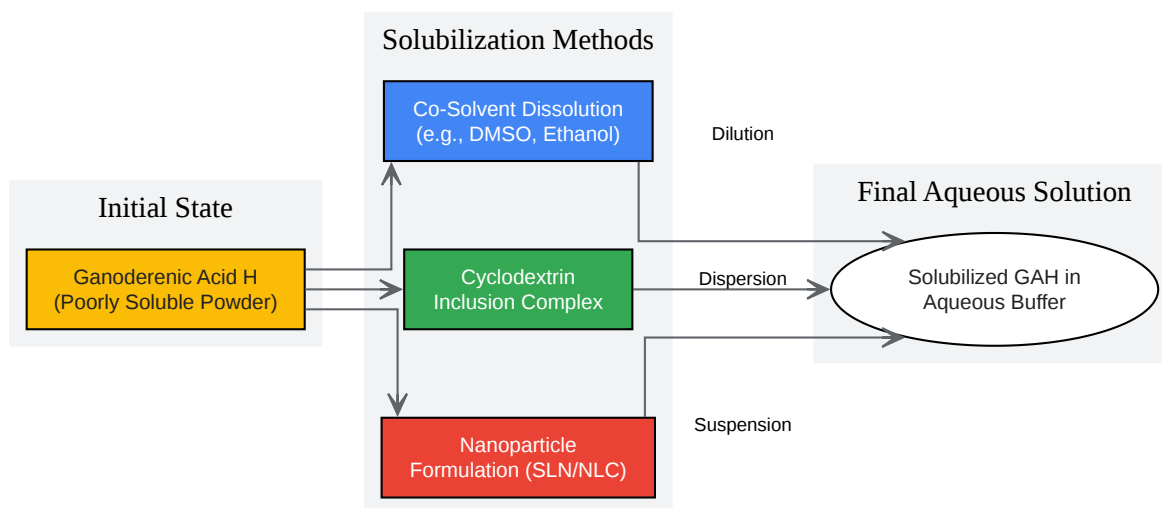 Initial State
Ganoderenic Acid H
(Poorly Soluble Powder)
Solubilization Methods
Co-Solvent Dissolution
(e.g., DMSO, Ethanol)
Cyclodextrin
Inclusion Complex
Nanoparticle
Formulation (SLN/NLC)
Dilution
Dispersion
Suspension
Final Aqueous Solution
Solubilized GAH in
Aqueous Buffer